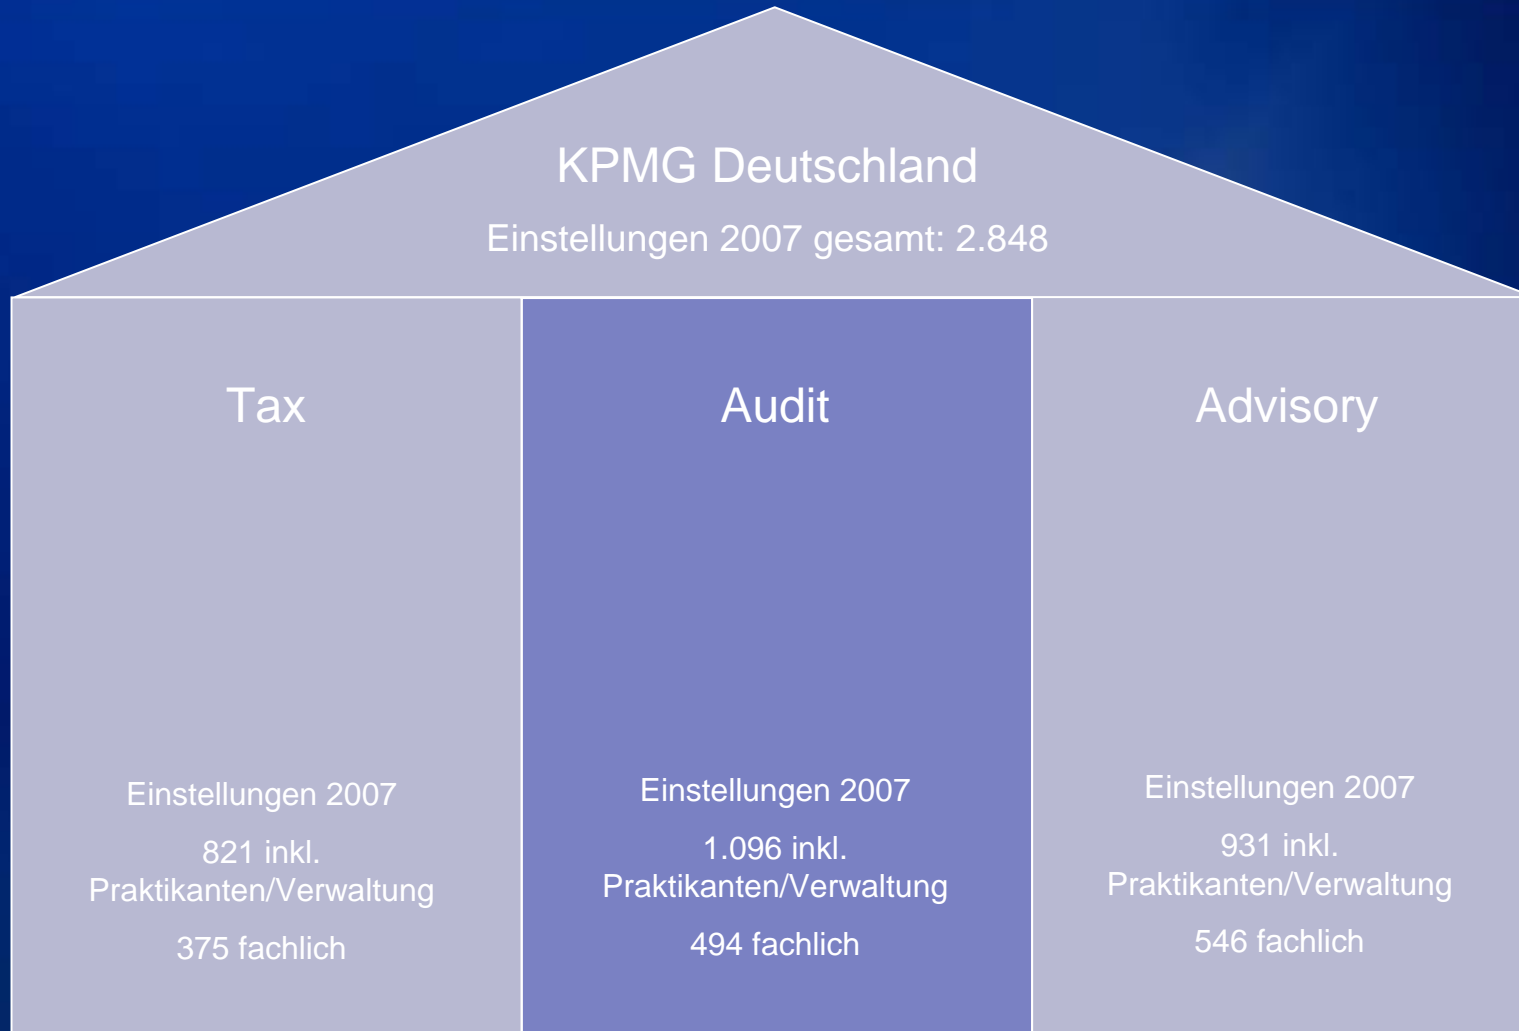 KPMG Deutschland
Einstellungen 2007 gesamt: 2.848
Tax
Einstellungen 2007
821 inkl.
Praktikanten/Verwaltung
375 fachlich
Audit
Einstellungen 2007
1.096 inkl.
Praktikanten/Verwaltung
494 fachlich
Advisory
Einstellungen 2007
931 inkl.
Praktikanten/Verwaltung
546 fachlich